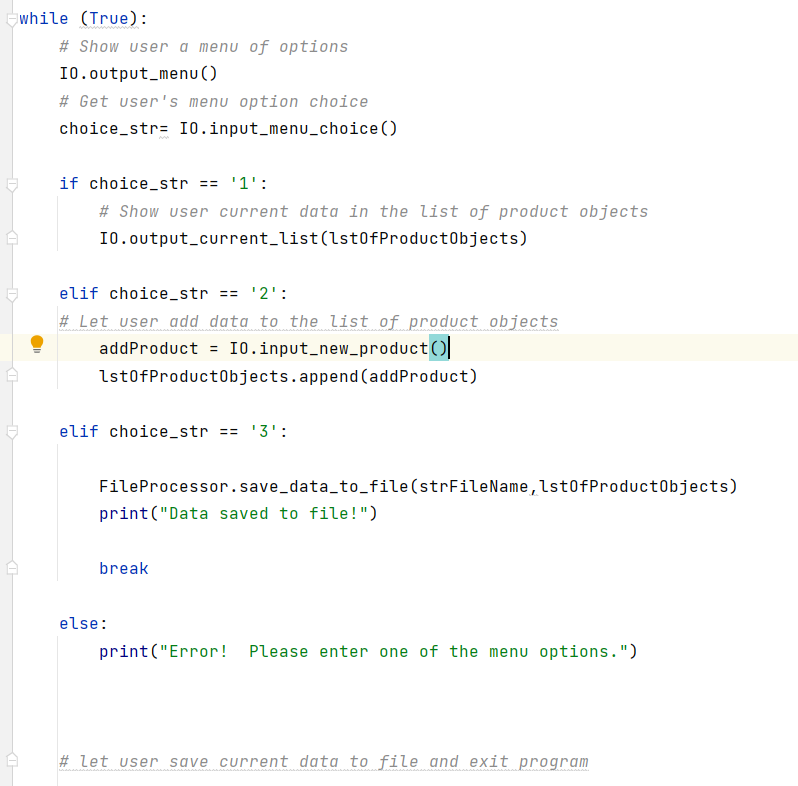 while (True):
    # Show user a menu of options
    IO.output_menu()
    # Get user's menu option choice
    choice_str= IO.input_menu_choice()

    if choice_str == '1':
        # Show user current data in the list of product objects
        IO.output_current_list(lstOfProductObjects)

    elif choice_str == '2':
    # Let user add data to the list of product objects
        addProduct = IO.input_new_product()
        lstOfProductObjects.append(addProduct)

    elif choice_str == '3':

        FileProcessor.save_data_to_file(strFileName,lstOfProductObjects)
        print("Data saved to file!")

        break

    else:
        print("Error!  Please enter one of the menu options.")

    # let user save current data to file and exit program